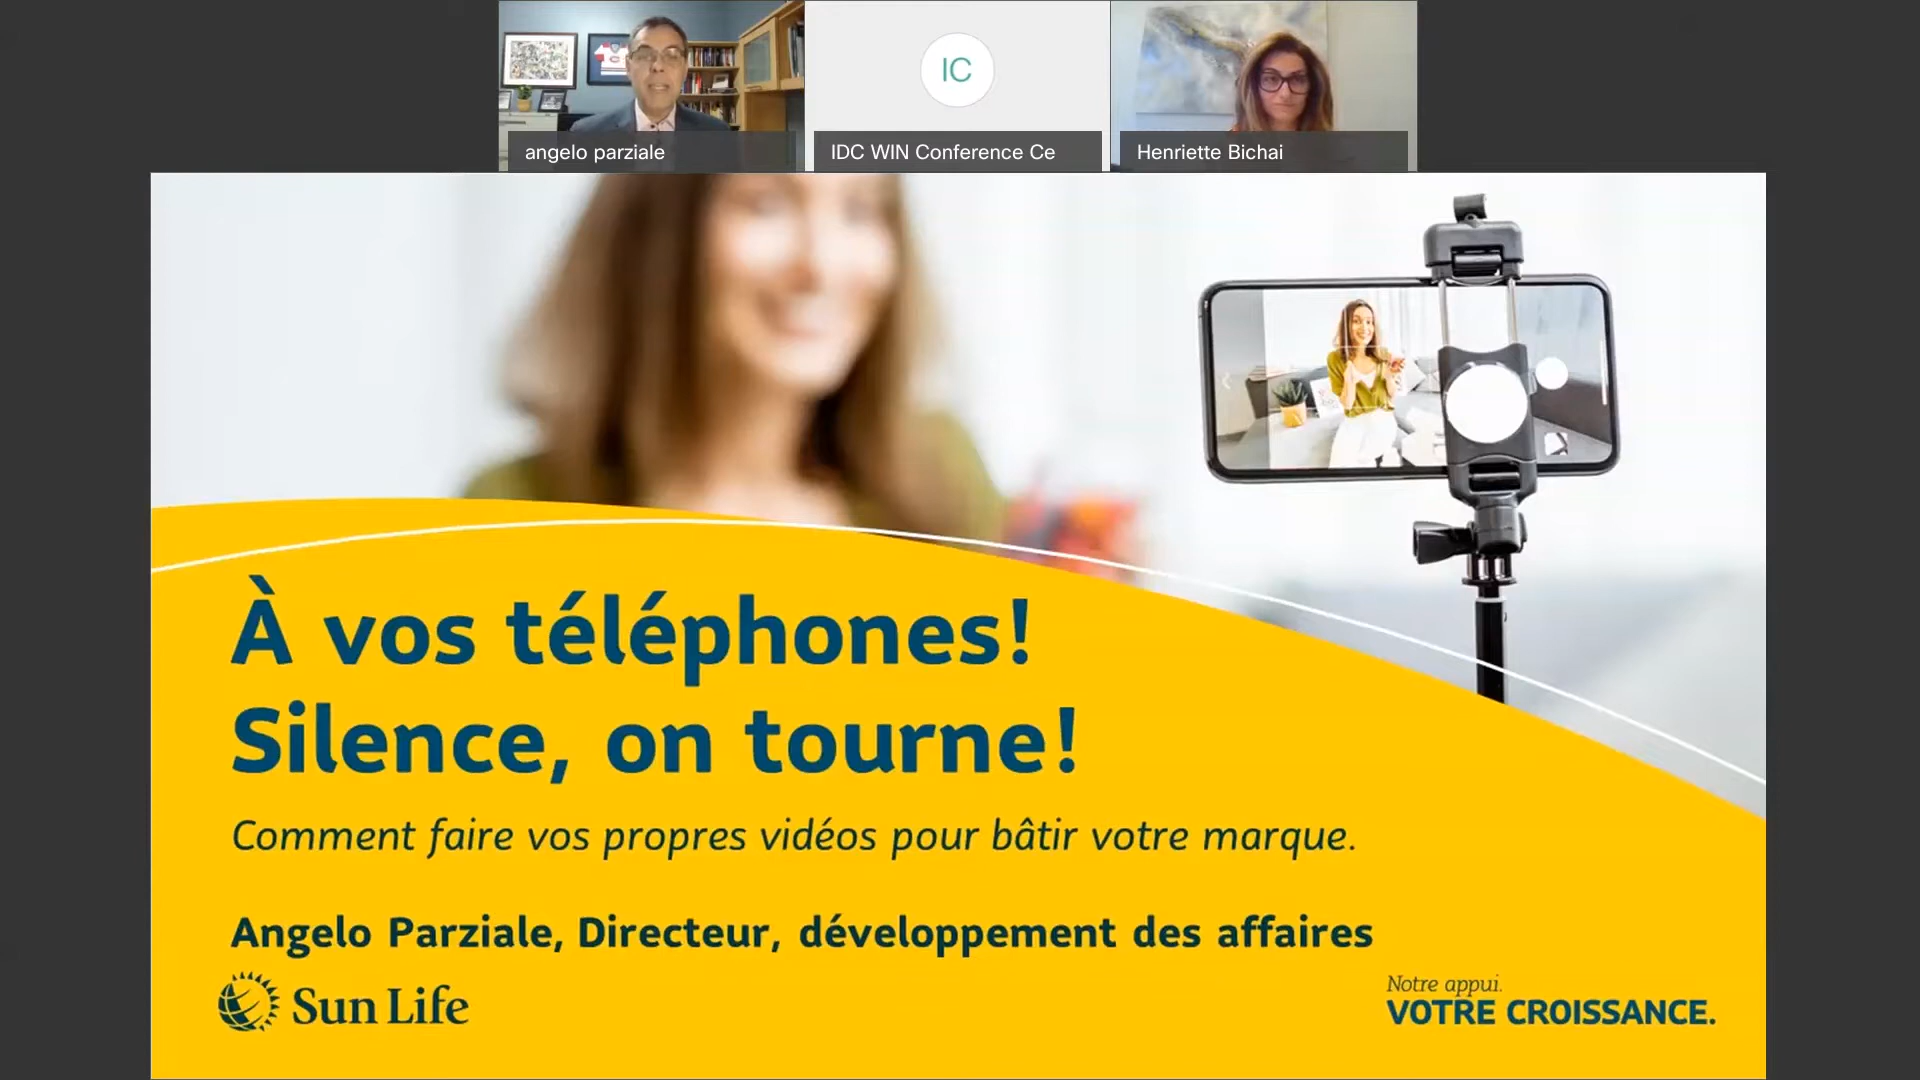 angelo parziale
IC
IDC WIN Conference Ce
Henriette Bichai
À vos téléphones!
Silence, on tourne!
Comment faire vos propres vidéos pour bâtir votre marque.
Angelo Parziale, Directeur, développement des affaires
Sun Life
Notre appui.
VOTRE CROISSANCE.